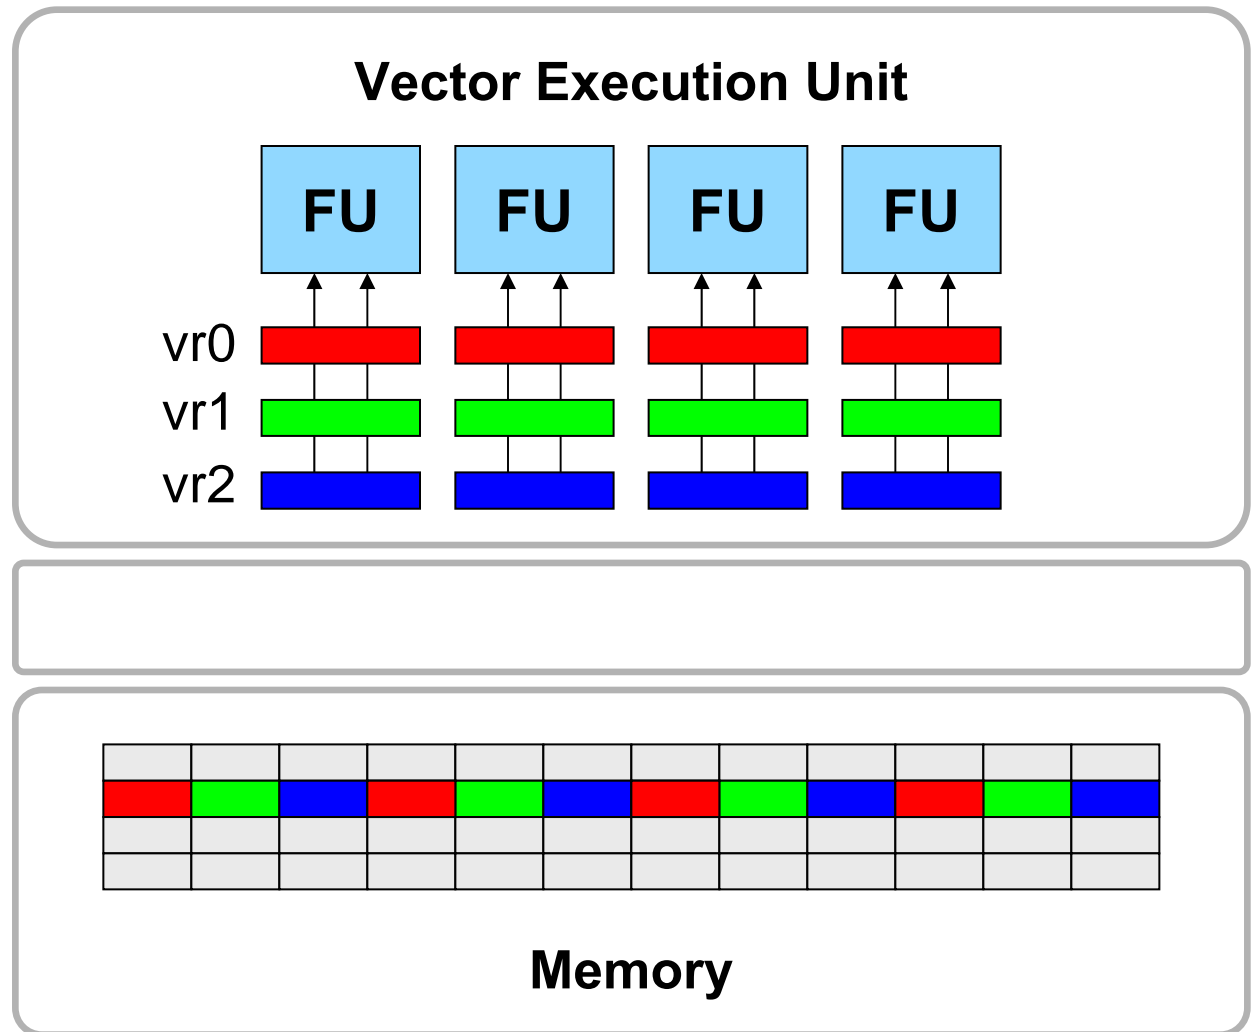 Vector Execution Unit
FU FU FU FU
vr0
vr1
vr2
Memory